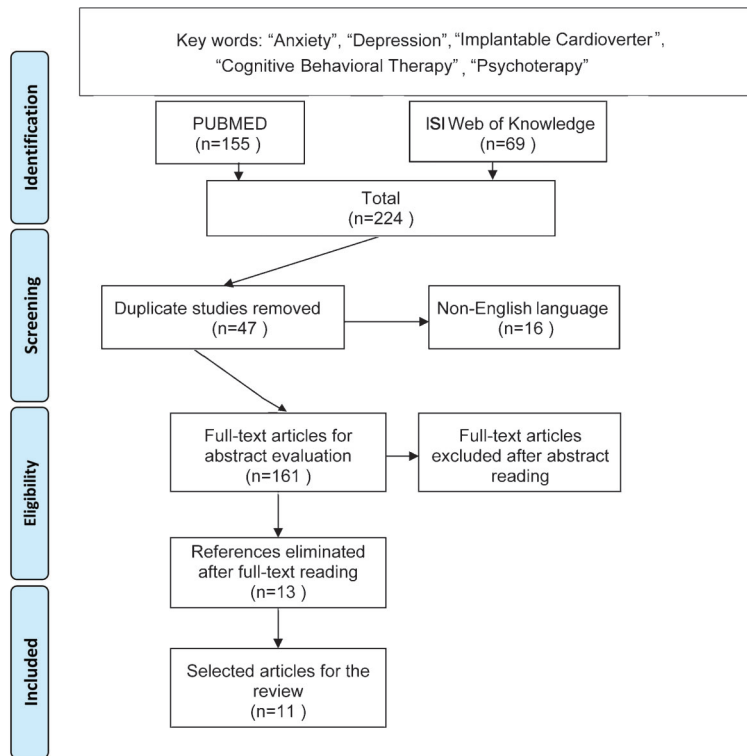 Key words: “Anxiety”, “Depression”, “Implantable Cardioverter”,
“Cognitive Behavioral Therapy” , “Psychoterapy”
Identification
PUBMED
(n=155 )
ISI Web of Knowledge
(n=69 )
Total
(n=224 )
Screening
Duplicate studies removed
(n=47 )
Non-English language
(n=16 )
Eligibility
Full-text articles for
abstract evaluation
(n=161 )
Full-text articles
excluded after abstract
reading
References eliminated
after full-text reading
(n=13 )
Included
Selected articles for the
review
(n=11 )